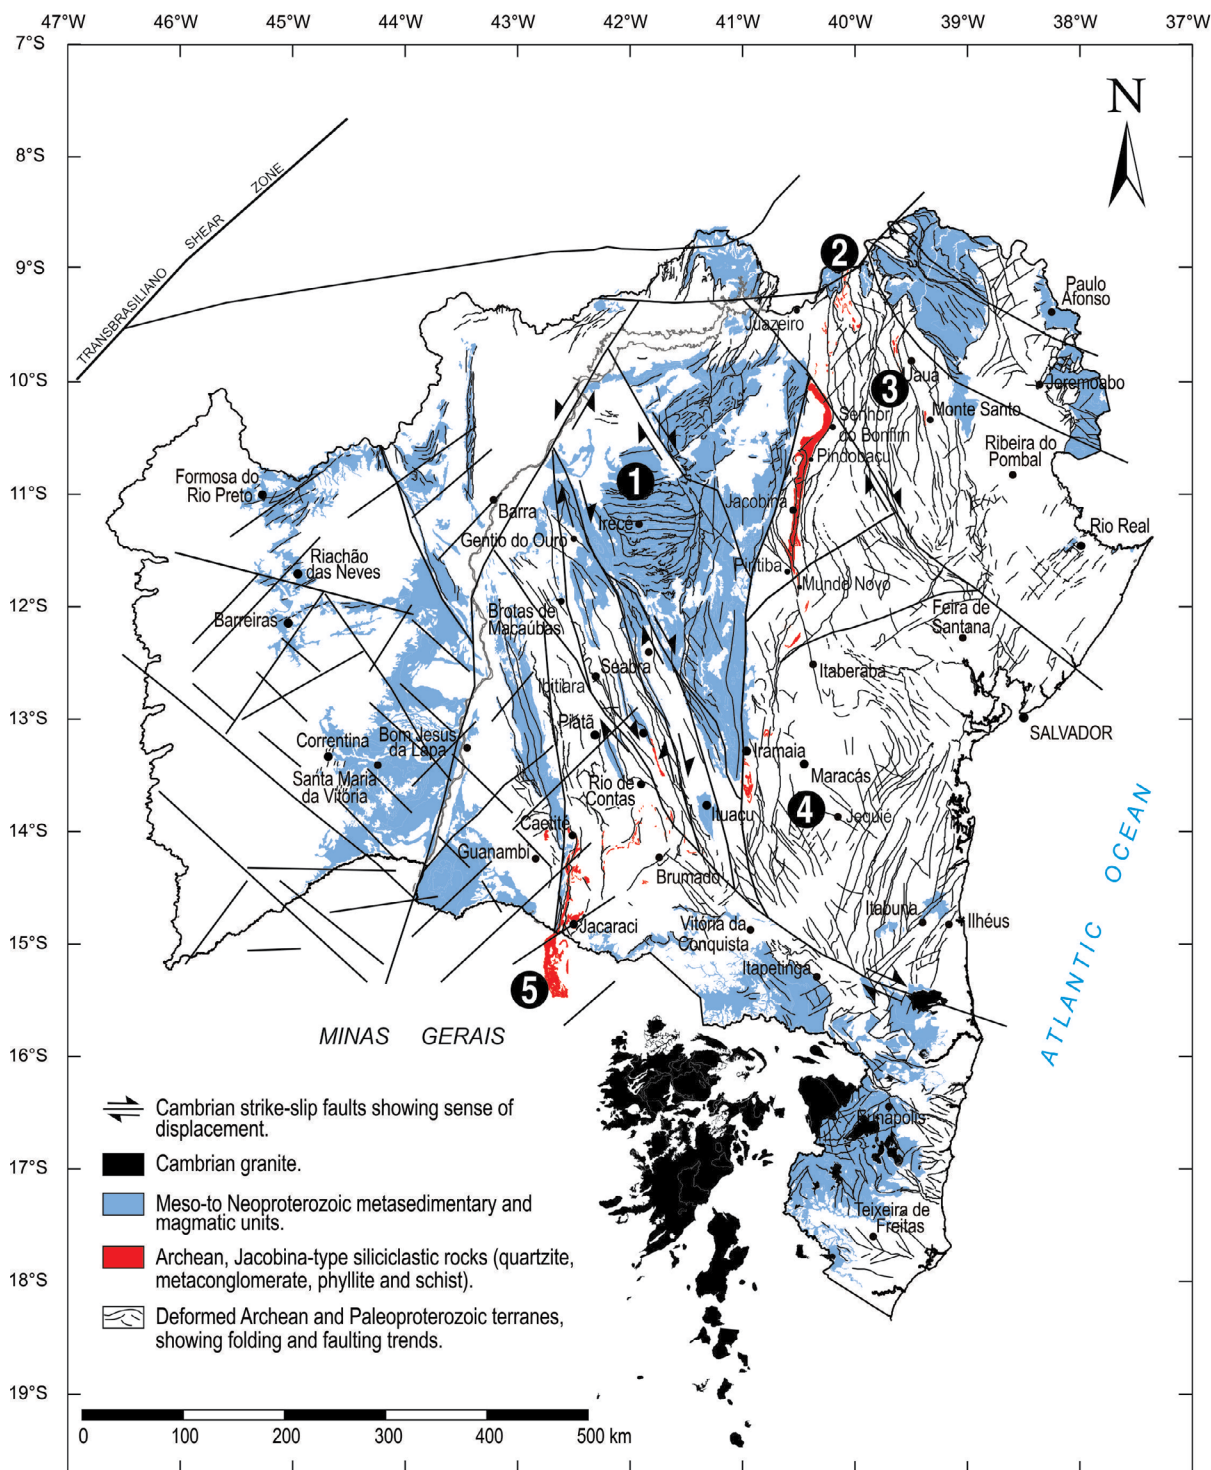 47°W 46°W 45°W 44°W 43°W 42°W 41°W 40°W 39°W 38°W 37°W
7°S
N
8°S
TRANSBRASILIANO SHEAR ZONE
2
9°S
Paulo
Afonso
Juazeiro
Uauá
10°S
3
Jeremoabo
Monte Santo
Senhor
do Bonfim
Ribeira do
Pombal
Pindobaçu
1
Formosa do
Rio Preto
11°S
Barra
Jacobina
Irecê
Rio Real
Gentio do Ouro
Riachão
das Neves
Piritiba
Mundo Novo
12°S
Barreiras
Brotas de
Macaúbas
Feira de
Santana
Seabra
Itaberaba
Ibitiara
13°S
Piatã
SALVADOR
Bom Jesus
da Lapa
Correntina
Iramaia
Santa Maria
da Vitória
Maracás
Rio de
Contas
Ituaçu
4
Jequié
14°S
Caetité
Guanambi
Brumado
Itabuna
Ilhéus
Jacaraci
Vitória da
Conquista
15°S
Itapetinga
5
ATLANTIC OCEAN
MINAS GERAIS
16°S
Eunápolis
17°S
Teixeira de
Freitas
18°S
19°S
Cambrian strike-slip faults showing sense of
displacement.
Cambrian granite.
Meso-to Neoproterozoic metasedimentary and
magmatic units.
Archean, Jacobina-type siliciclastic rocks (quartzite,
metaconglomerate, phyllite and schist).
Deformed Archean and Paleoproterozoic terranes,
showing folding and faulting trends.
0 100 200 300 400 500 km